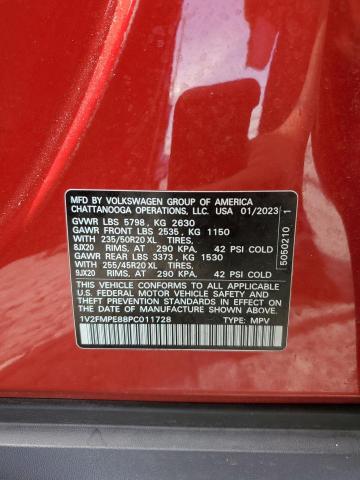 MFD BY VOLKSWAGEN GROUP OF AMERICA
CHATTANOOGA OPERATIONS, LLC. USA 01/2023
GVWR LBS 5798, KG 2630
GAWR FRONT LBS 2535, KG 1150
WITH 235/50R20 XL TIRES,
8JX20 RIMS, AT 290 KPA, 42 PSI COLD
GAWR REAR LBS 3373, KG 1530
WITH 255/45R20 XL TIRES,
9JX20 RIMS, AT 290 KPA, 42 PSI COLD
THIS VEHICLE CONFORMS TO ALL APPLICABLE
U.S. FEDERAL MOTOR VEHICLE SAFETY
STANDARDS IN EFFECT ON THE DATE OF
MANUFACTURE SHOWN ABOVE.
1V2FMPE88PC011728 TYPE: MPV
5050210 1